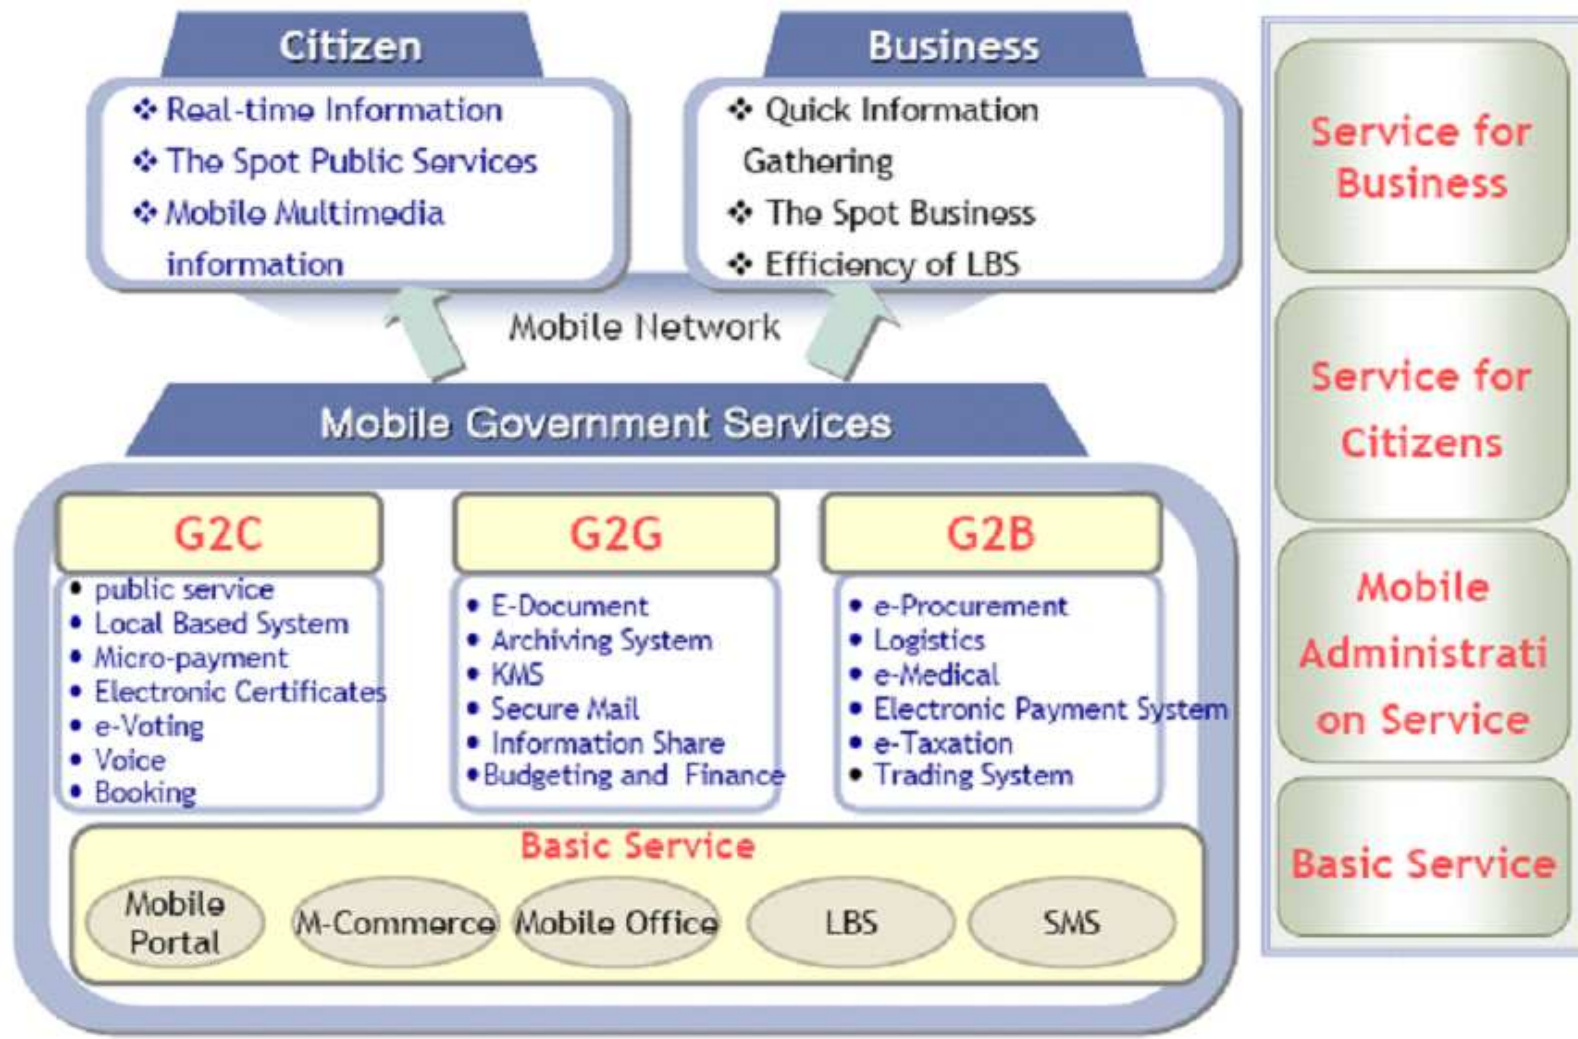 Citizen
❖ Real-time Information
❖ The Spot Public Services
❖ Mobile Multimedia
information
Business
❖ Quick Information
Gathering
❖ The Spot Business
❖ Efficiency of LBS
Mobile Network
Mobile Government Services
G2C
• public service
• Local Based System
• Micro-payment
• Electronic Certificates
• e-Voting
• Voice
• Booking
G2G
• E-Document
• Archiving System
• KMS
• Secure Mail
• Information Share
• Budgeting and Finance
G2B
• e-Procurement
• Logistics
• e-Medical
• Electronic Payment System
• e-Taxation
• Trading System
Basic Service
Mobile
Portal
M-Commerce
Mobile Office
LBS
SMS
Service for
Business
Service for
Citizens
Mobile
Administrati
on Service
Basic Service